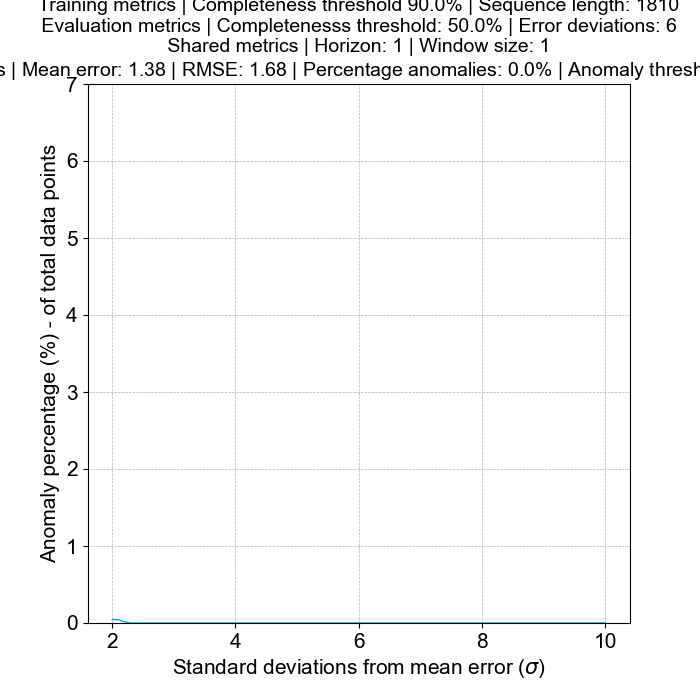 Training metrics | Completeness threshold 90.0% | Sequence length: 1810
Evaluation metrics | Completenesss threshold: 50.0% | Error deviations: 6
Shared metrics | Horizon: 1 | Window size: 1
| Mean error: 1.38 | RMSE: 1.68 | Percentage anomalies: 0.0% | Anomaly
7
6
5
4
3
2
1
0
Anomaly percentage (%) - of total data points
2 4 6 8 10
Standard deviations from mean error (σ)